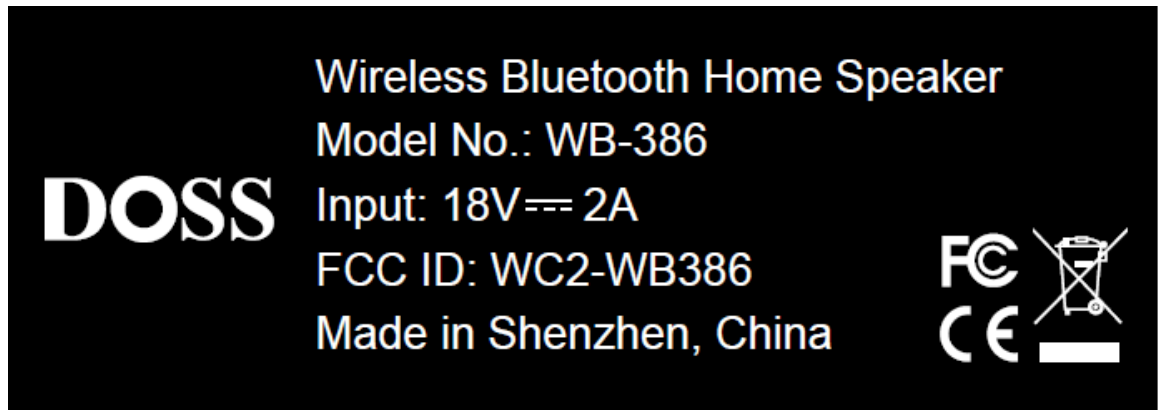 DOSS
Wireless Bluetooth Home Speaker
Model No.: WB-386
Input: 18V⎓2A
FCC ID: WC2-WB386
Made in Shenzhen, China
FC
CE